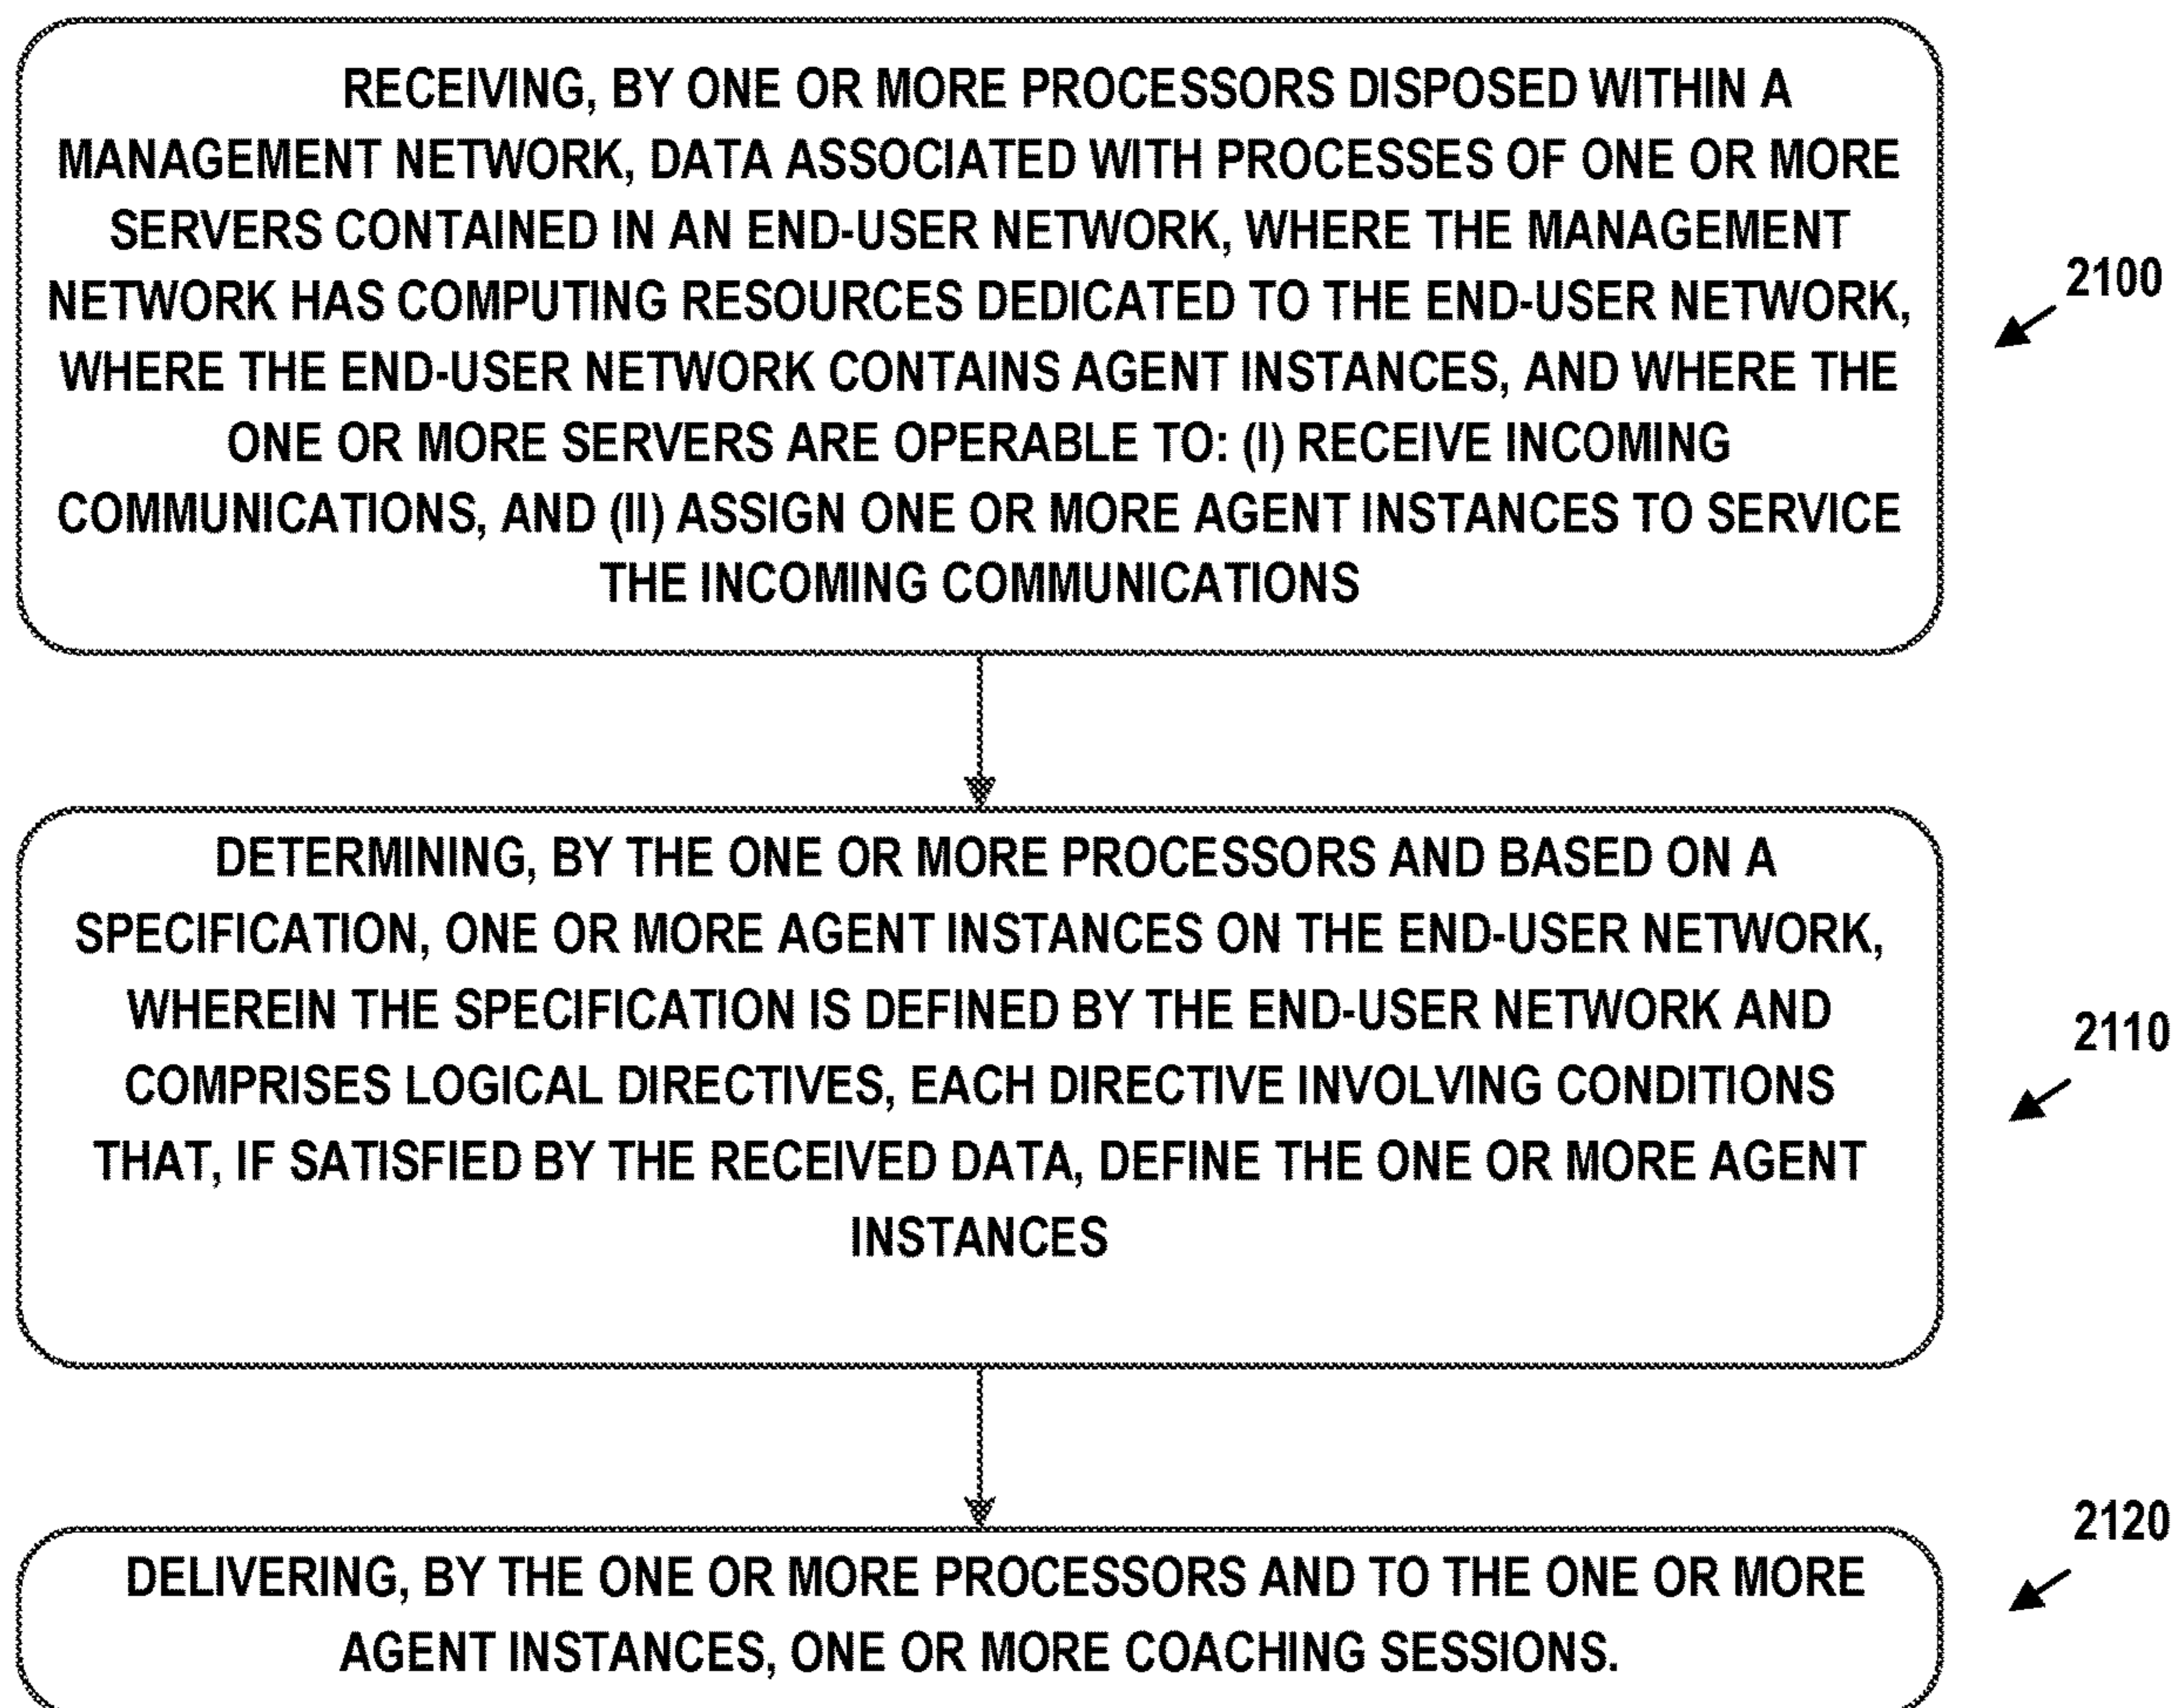 RECEIVING, BY ONE OR MORE PROCESSORS DISPOSED WITHIN A
MANAGEMENT NETWORK, DATA ASSOCIATED WITH PROCESSES OF ONE OR MORE
SERVERS CONTAINED IN AN END-USER NETWORK, WHERE THE MANAGEMENT
NETWORK HAS COMPUTING RESOURCES DEDICATED TO THE END-USER NETWORK,
WHERE THE END-USER NETWORK CONTAINS AGENT INSTANCES, AND WHERE THE
ONE OR MORE SERVERS ARE OPERABLE TO: (I) RECEIVE INCOMING
COMMUNICATIONS, AND (II) ASSIGN ONE OR MORE AGENT INSTANCES TO SERVICE
THE INCOMING COMMUNICATIONS
2100
DETERMINING, BY THE ONE OR MORE PROCESSORS AND BASED ON A
SPECIFICATION, ONE OR MORE AGENT INSTANCES ON THE END-USER NETWORK,
WHEREIN THE SPECIFICATION IS DEFINED BY THE END-USER NETWORK AND
COMPRISES LOGICAL DIRECTIVES, EACH DIRECTIVE INVOLVING CONDITIONS
THAT, IF SATISFIED BY THE RECEIVED DATA, DEFINE THE ONE OR MORE AGENT
INSTANCES
2110
DELIVERING, BY THE ONE OR MORE PROCESSORS AND TO THE ONE OR MORE
AGENT INSTANCES, ONE OR MORE COACHING SESSIONS.
2120